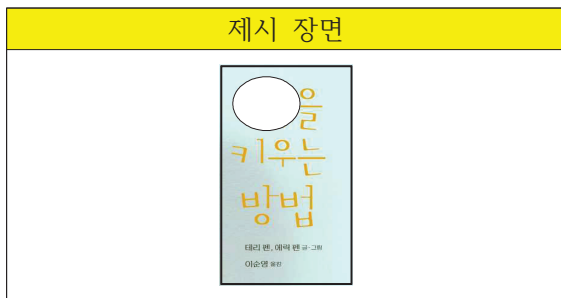 제시 장면
을
키우는
방법
테리 펜, 에릭 펜 글·그림
이순영 옮김